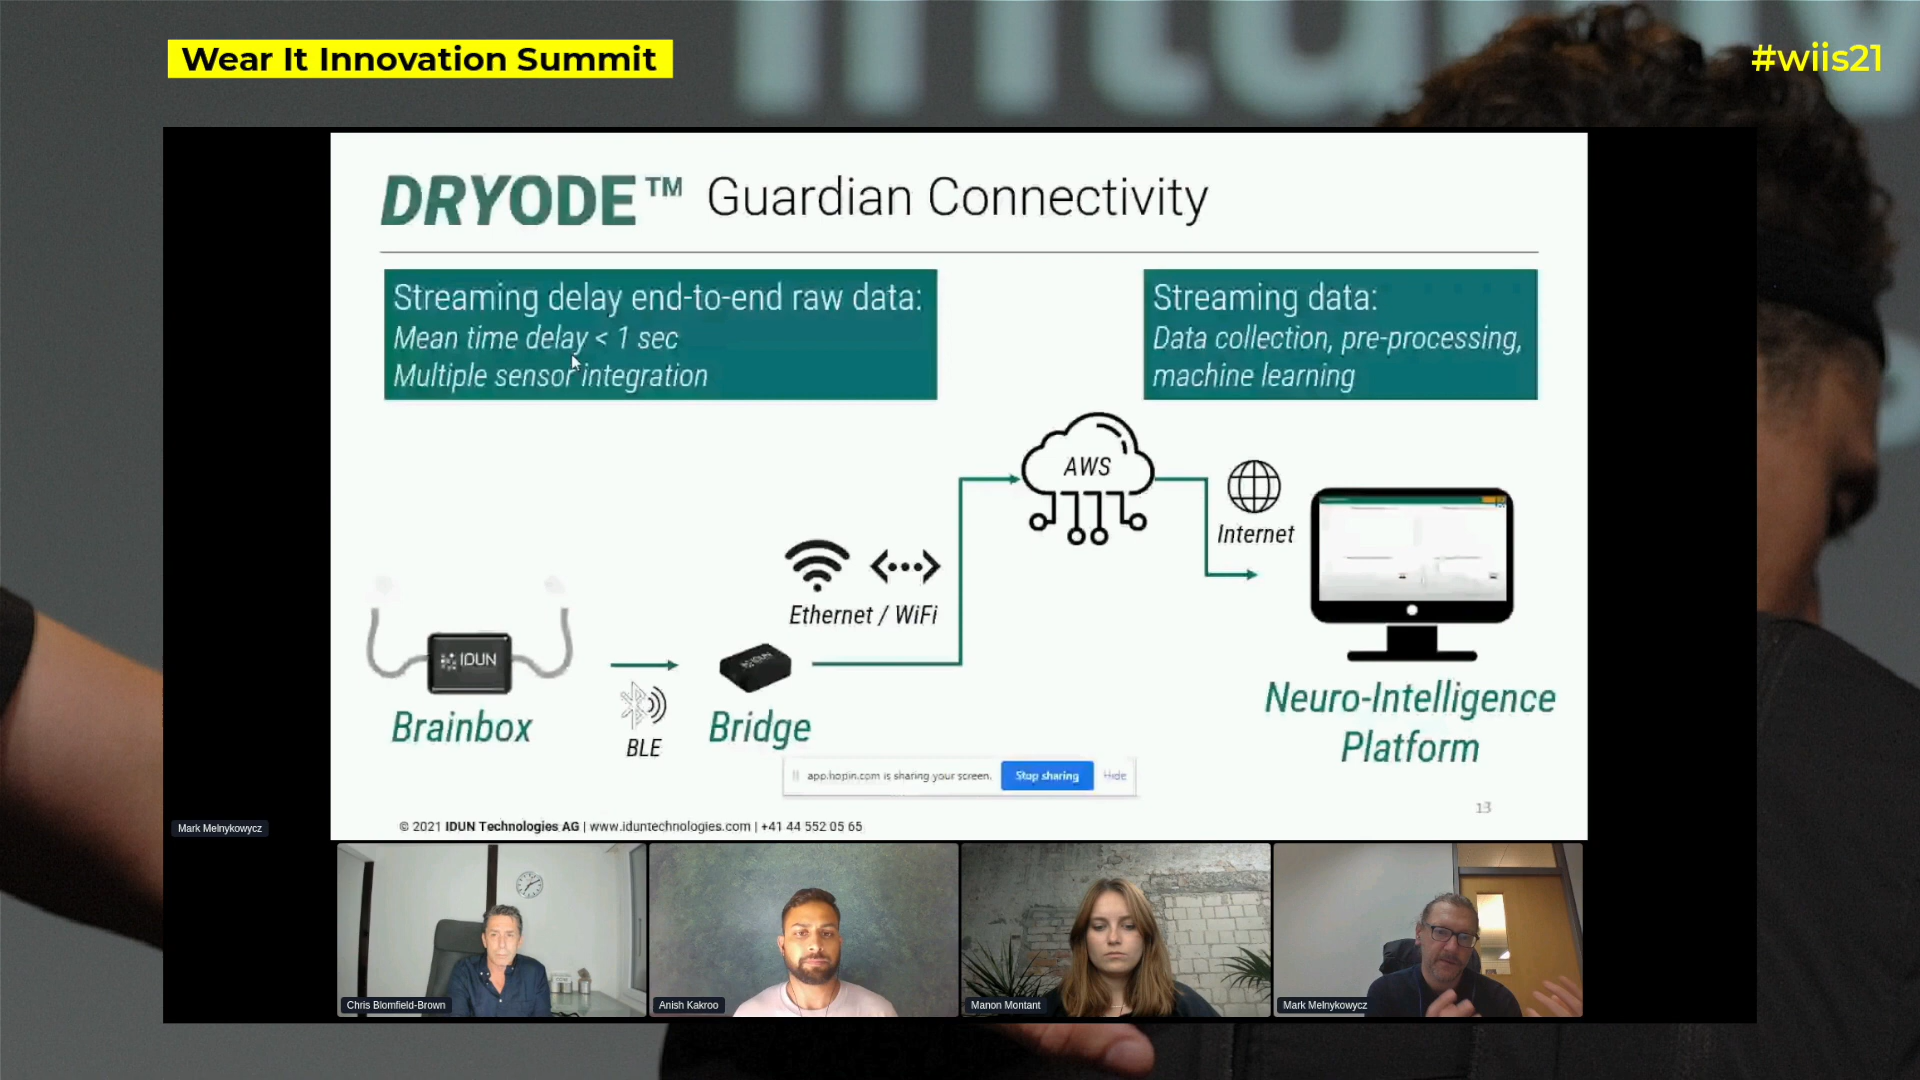 Wear It Innovation Summit
#wiis21
DRYODE™ Guardian Connectivity
Streaming delay end-to-end raw data:
Mean time delay < 1 sec
Multiple sensor integration
Streaming data:
Data collection, pre-processing,
machine learning
AWS
Internet
Ethernet / WiFi
IDUN
IDUN
Brainbox
BLE
Bridge
Neuro-Intelligence
Platform
app.hopin.com is sharing your screen.
Stop sharing
Hide
13
© 2021 IDUN Technologies AG | www.iduntechnologies.com | +41 44 552 05 65
Mark Melnykowycz
Chris Blomfield-Brown
Anish Kakroo
Manon Montant
Mark Melnykowycz